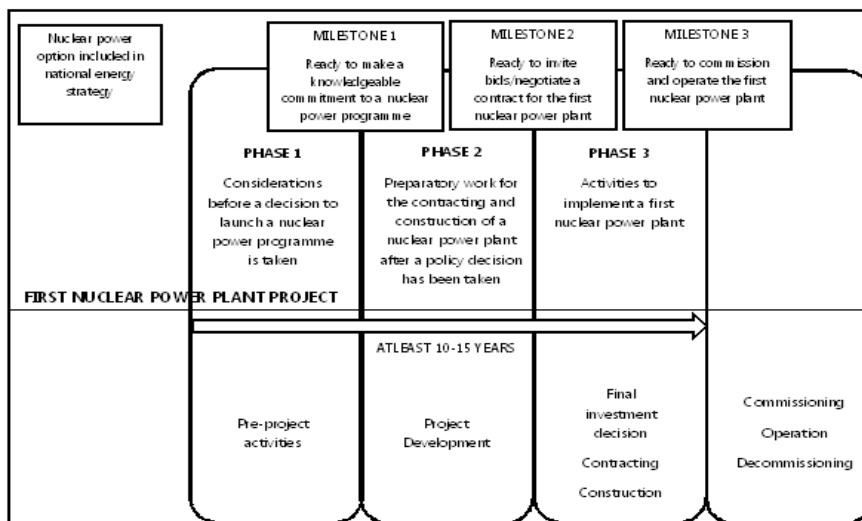 Nuclear power
option included in
national energy
strategy
MILESTONE 1
Ready to make a
knowledgeable
commitment to a nuclear
power programme
MILESTONE 2
Ready to invite
bids/negotiate a
contract for the first
nuclear power plant
MILESTONE 3
Ready to commission
and operate the first
nuclear power plant
PHASE 1
Considerations
before a decision to
launch a nuclear
power programme
is taken
PHASE 2
Preparatory work for
the contracting and
construction of a
nuclear power plant
after a policy decision
has been taken
PHASE 3
Activities to
implement a first
nuclear power plant
FIRST NUCLEAR POWER PLANT PROJECT
ATLEAST 10-15 YEARS
Pre-project
activities
Project
Development
Final
investment
decision
Contracting
Construction
Commissioning
Operation
Decommissioning